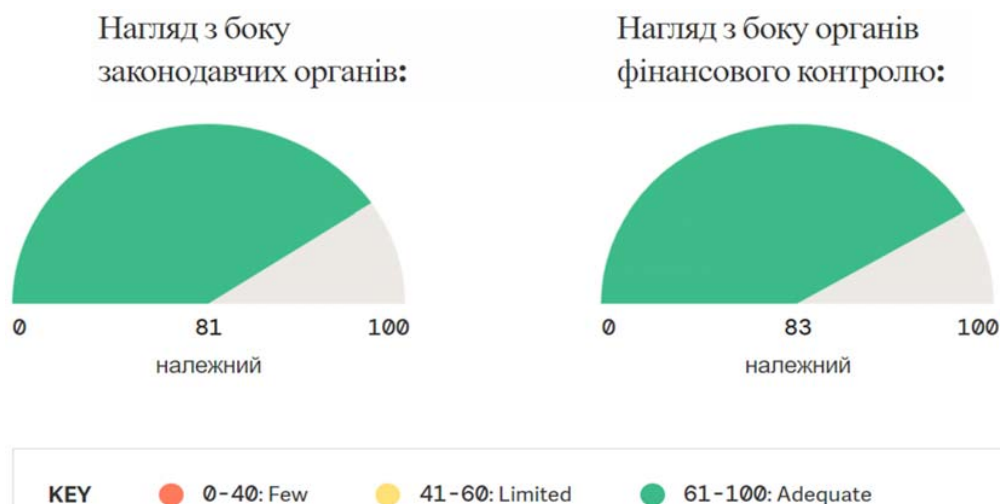 Нагляд з боку
законодавчих органів:
Нагляд з боку органів
фінансового контролю:
0 81 100
належний
0 83 100
належний
KEY 0-40: Few 41-60: Limited 61-100: Adequate